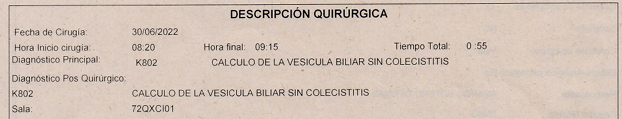 DESCRIPCIÓN QUIRÚRGICA
Fecha de Cirugía: 30/06/2022
Hora Inicio cirugía: 08:20 Hora final: 09:15 Tiempo Total: 0 :55
Diagnóstico Principal: K802 CALCULO DE LA VESICULA BILIAR SIN COLECISTITIS
Diagnóstico Pos Quirúrgico:
K802 CALCULO DE LA VESICULA BILIAR SIN COLECISTITIS
Sala: 72QXCI01